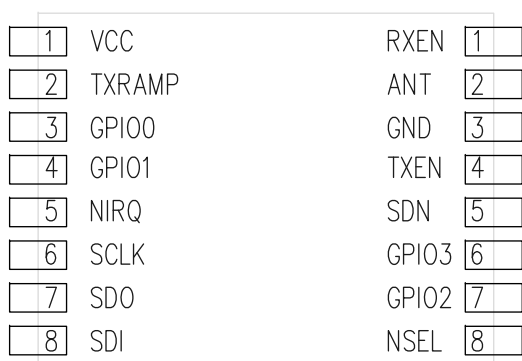 1 VCC RXEN 1
2 TXRAMP ANT 2
3 GPIO0 GND 3
4 GPIO1 TXEN 4
5 NIRQ SDN 5
6 SCLK GPIO3 6
7 SDO GPIO2 7
8 SDI NSEL 8